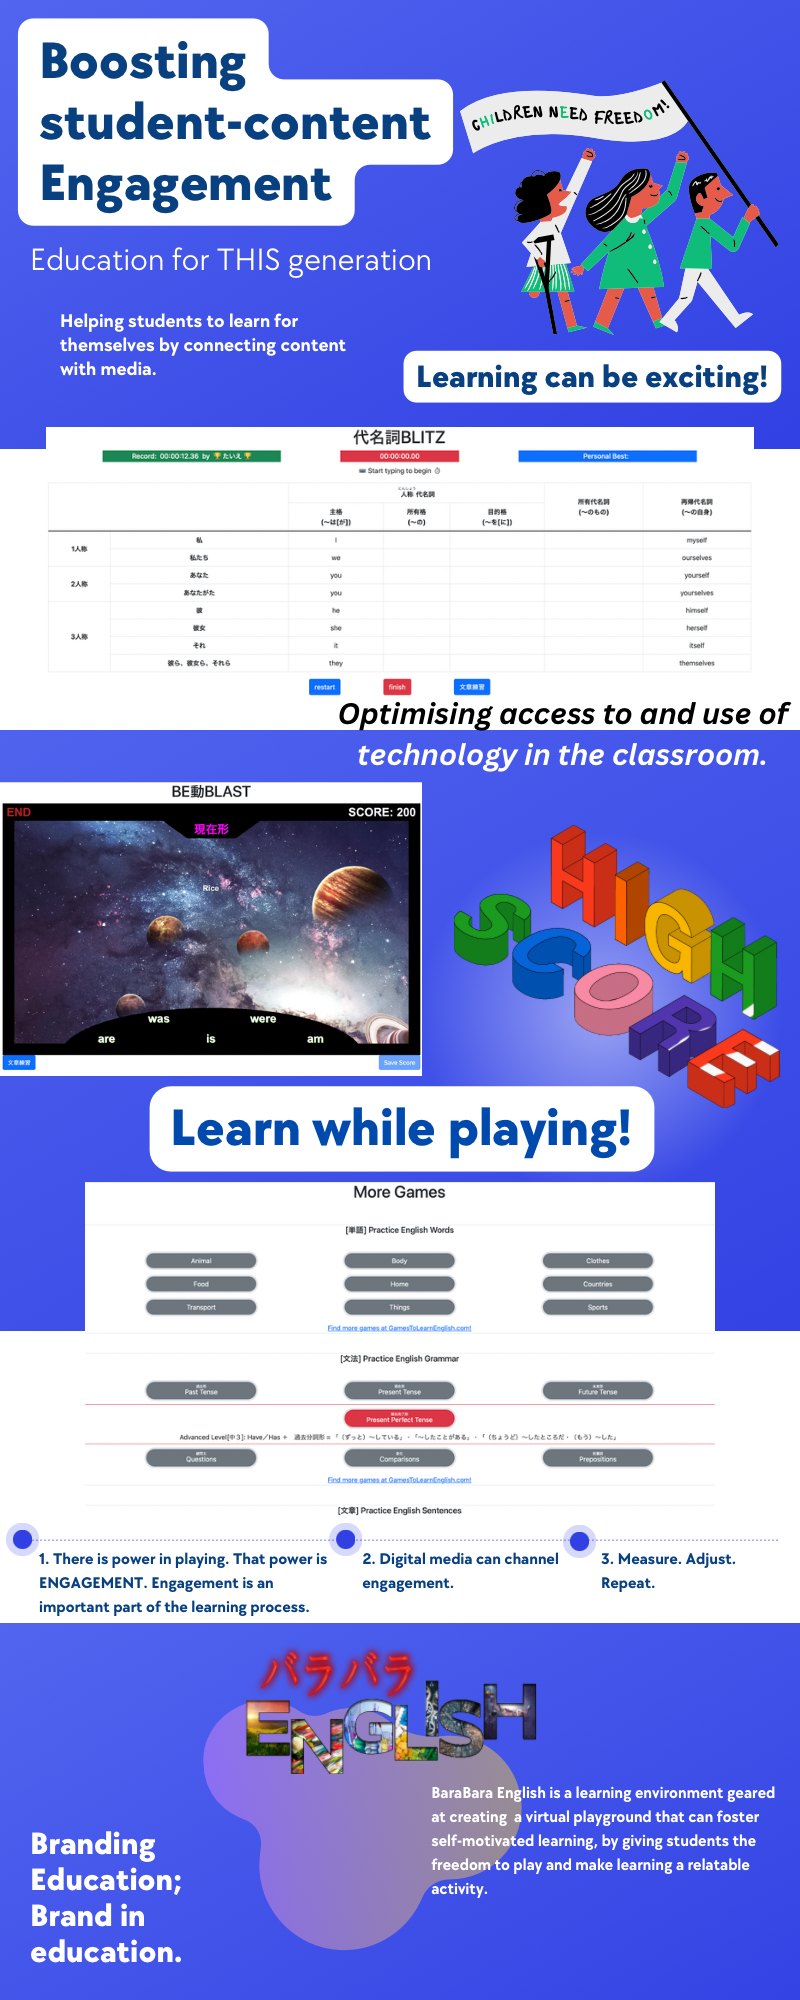 Boosting
student-content
Engagement
CHILDREN NEED FREEDOM!
Education for THIS generation
Helping students to learn for
themselves by connecting content
with media.
Learning can be exciting!
代名詞BLITZ
Record: 00:00:12.36 by 🏆 たいえ 🏆
00:00:00.00
Personal Best:
Start typing to begin
にんしょう
人称 代名詞
所有代名詞
(〜のもの)
再帰代名詞
(〜の自身)
主格
(〜は[が])
所有格
(〜の)
目的格
(〜を[に])
1人称
私
I
myself
私たち
we
ourselves
2人称
あなた
you
yourself
あなたがた
you
yourselves
3人称
彼
he
himself
彼女
she
herself
それ
it
itself
彼ら、彼女ら、それら
they
themselves
restart
finish
文章練習
Optimising access to and use of
technology in the classroom.
BE動BLAST
END
SCORE: 200
現在形
Rice
was
were
are
is
am
文章練習
Save Score
HIGH
SCORE
Learn while playing!
More Games
[単語] Practice English Words
Animal
Body
Clothes
Food
Home
Countries
Transport
Things
Sports
Find more games at GamesToLearnEnglish.com!
[文法] Practice English Grammar
Past Tense
Present Tense
Future Tense
Present Perfect Tense
Advanced Level[中３]: Have／Has ＋ 過去分詞形 = 「（ずっと）〜している」・「〜したことがある」・「（ちょうど）〜したところだ・（もう）〜した」
Questions
Comparisons
Prepositions
Find more games at GamesToLearnEnglish.com!
[文章] Practice English Sentences
1. There is power in playing. That power is
ENGAGEMENT. Engagement is an
important part of the learning process.
2. Digital media can channel
engagement.
3. Measure. Adjust.
Repeat.
バラバラ
ENGLISH
BaraBara English is a learning environment geared
at creating a virtual playground that can foster
self-motivated learning, by giving students the
freedom to play and make learning a relatable
activity.
Branding
Education;
Brand in
education.